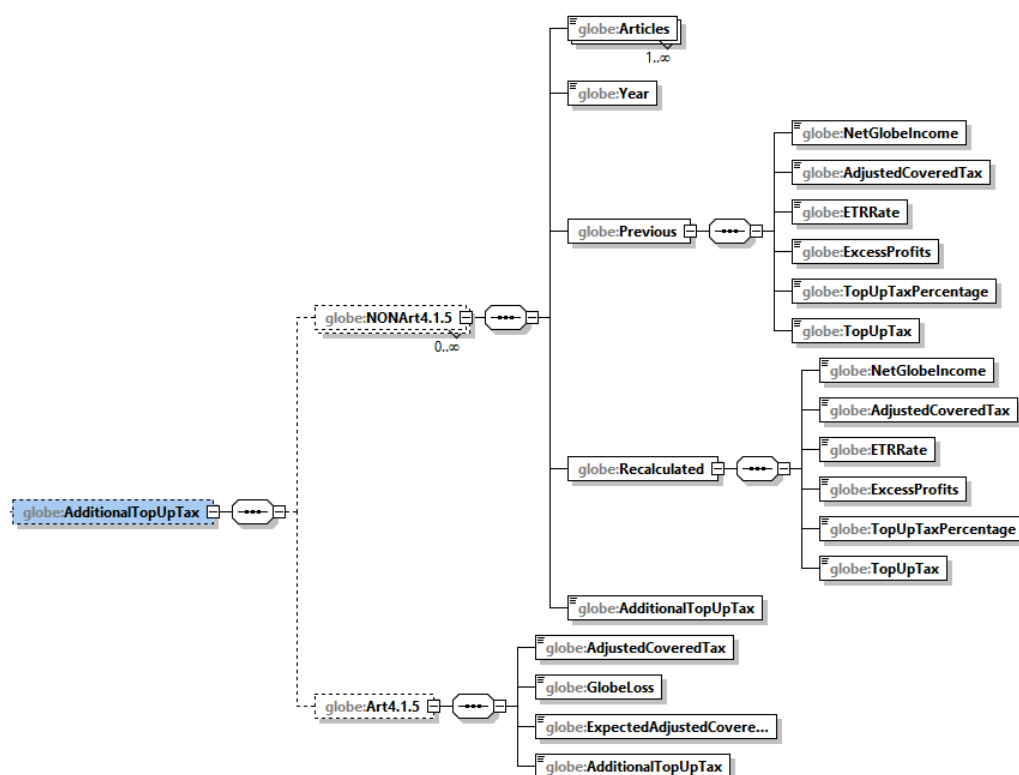 globe:Articles
1..∞
globe:Year
globe:NetGlobeIncome
globe:AdjustedCoveredTax
globe:ETRRate
globe:Previous
globe:ExcessProfits
globe:TopUpTaxPercentage
globe:TopUpTax
globe:NONArt4.1.5
0..∞
globe:NetGlobeIncome
globe:AdjustedCoveredTax
globe:ETRRate
globe:Recalculated
globe:ExcessProfits
globe:TopUpTaxPercentage
globe:TopUpTax
globe:AdditionalTopUpTax
globe:AdditionalTopUpTax
globe:AdjustedCoveredTax
globe:GlobeLoss
globe:Art4.1.5
globe:ExpectedAdjustedCovere...
globe:AdditionalTopUpTax